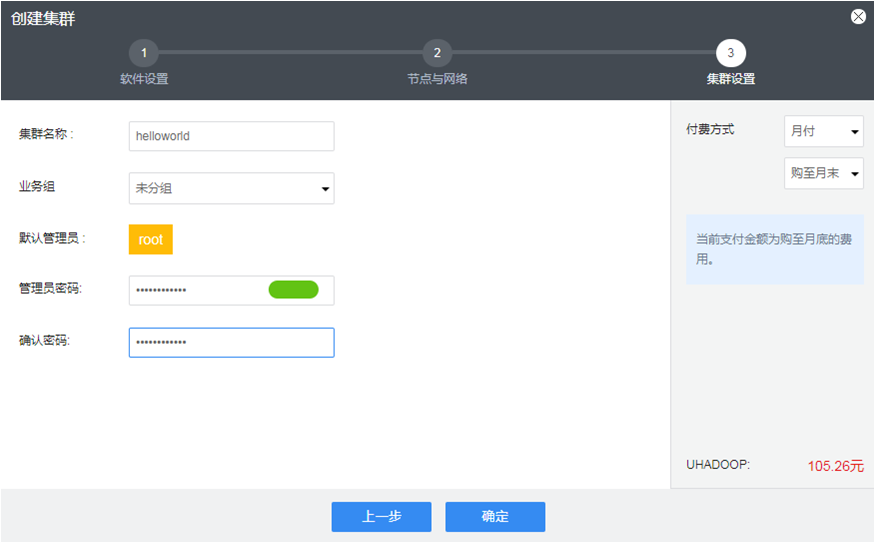 创建集群
1
2
3
软件设置
节点与网络
集群设置
集群名称 :
helloworld
业务组
未分组
默认管理员 :
root
管理员密码:
••••••••••••
确认密码:
••••••••••••
付费方式
月付
购至月末
当前支付金额为购至月底的费
用。
UHADOOP:
105.26元
上一步
确定